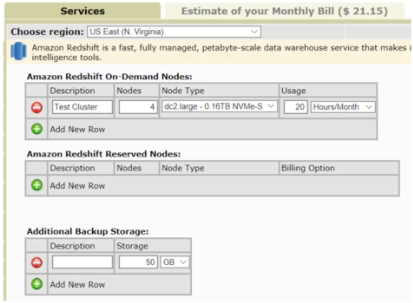 Services
Estimate of your Monthly Bill ($ 21.15)
Choose region: US East (N. Virginia)
Amazon Redshift is a fast, fully managed, petabyte-scale data warehouse service that makes i
intelligence tools.
Amazon Redshift On-Demand Nodes:
Description Nodes Node Type Usage
Test Cluster 4 dc2.large - 0.16TB NVMe-S 20 Hours/Month
Add New Row
Amazon Redshift Reserved Nodes:
Description Nodes Node Type Billing Option
Add New Row
Additional Backup Storage:
Description Storage
50 GB
Add New Row